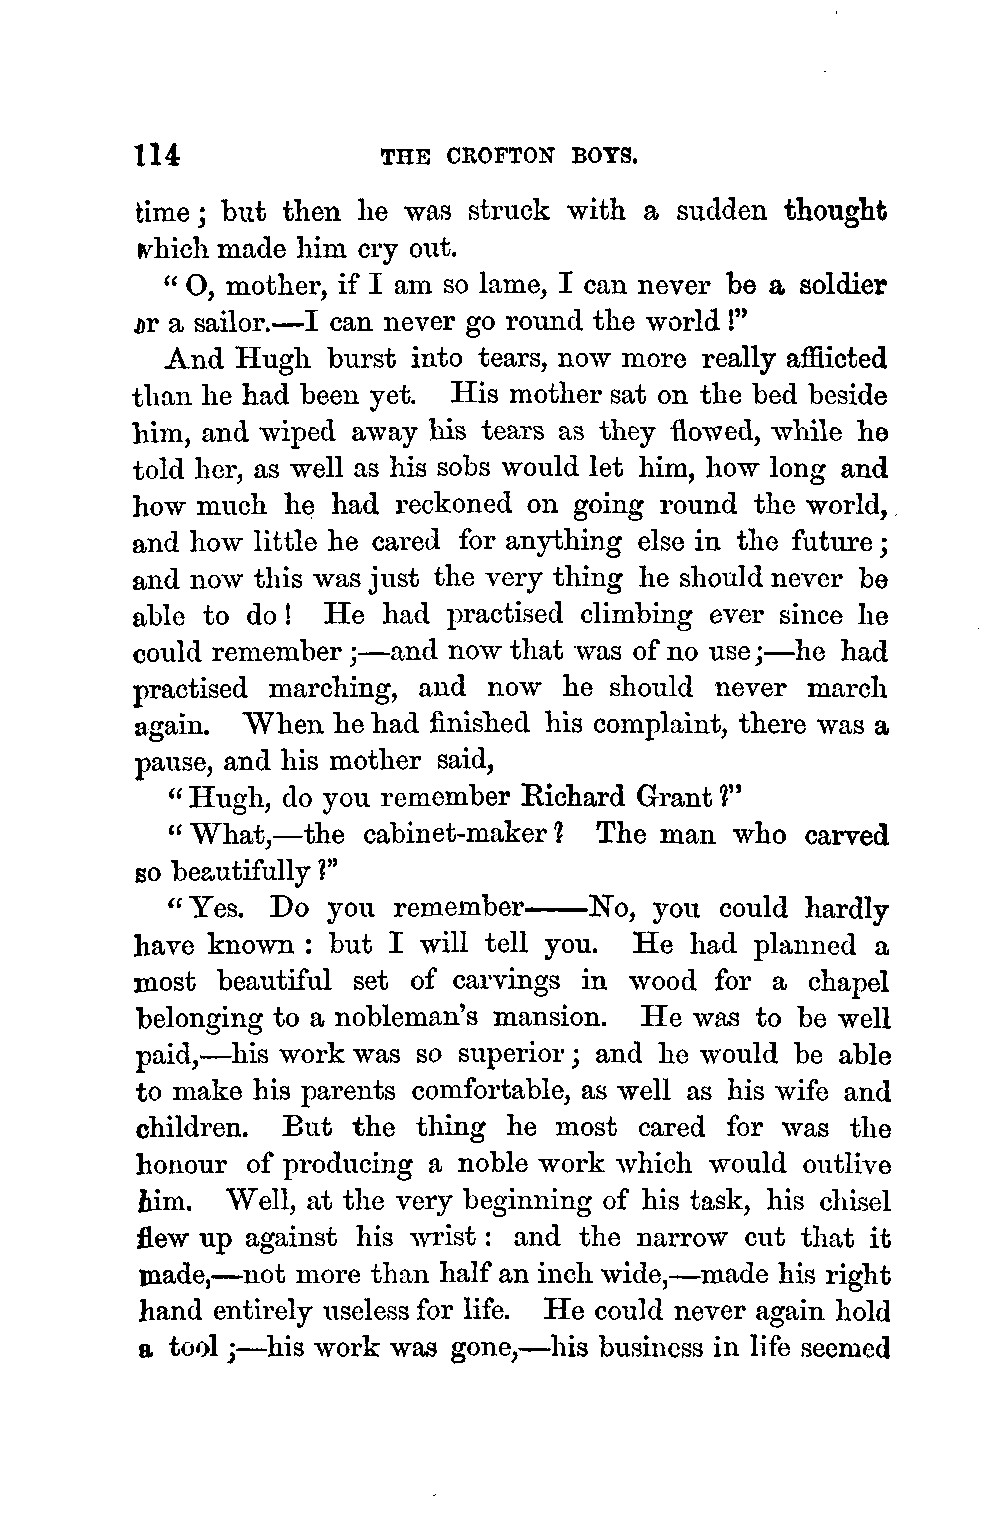 114 THE CROFTON BOYS.
time; but then he was struck with a sudden thought
which made him cry out.
“O, mother, if I am so lame, I can never be a soldier
or a sailor.—I can never go round the world!”
And Hugh burst into tears, now more really afflicted
than he had been yet. His mother sat on the bed beside
him, and wiped away his tears as they flowed, while he
told her, as well as his sobs would let him, how long and
how much he had reckoned on going round the world,
and how little he cared for anything else in the future;
and now this was just the very thing he should never be
able to do! He had practised climbing ever since he
could remember;—and now that was of no use;—he had
practised marching, and now he should never march
again. When he had finished his complaint, there was a
pause, and his mother said,
“Hugh, do you remember Richard Grant?”
“What,—the cabinet-maker? The man who carved
so beautifully?”
“Yes. Do you remember——No, you could hardly
have known: but I will tell you. He had planned a
most beautiful set of carvings in wood for a chapel
belonging to a nobleman’s mansion. He was to be well
paid,—his work was so superior; and he would be able
to make his parents comfortable, as well as his wife and
children. But the thing he most cared for was the
honour of producing a noble work which would outlive
him. Well, at the very beginning of his task, his chisel
flew up against his wrist: and the narrow cut that it
made,—not more than half an inch wide,—made his right
hand entirely useless for life. He could never again hold
a tool;—his work was gone,—his business in life seemed